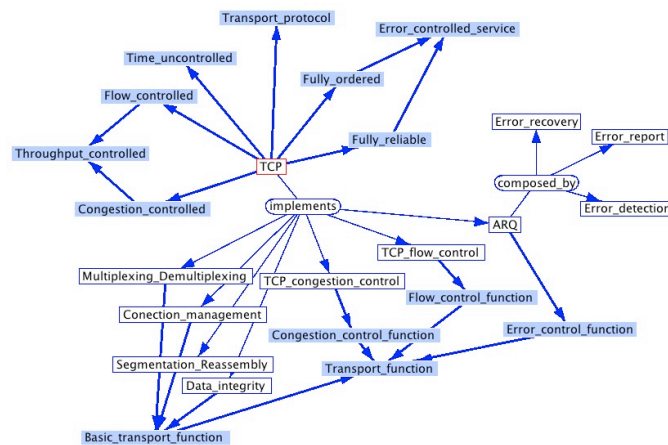 Transport_protocol
Error_controlled_service
Time_uncontrolled
Fully_ordered
Flow_controlled
Error_recovery
Error_report
Fully_reliable
Throughput_controlled
TCP
composed_by
Congestion_controlled
implements
Error_detection
ARQ
TCP_flow_control
Multiplexing_Demultiplexing
TCP_congestion_control
Flow_control_function
Conection_management
Congestion_control_function
Error_control_function
Segmentation_Reassembly
Transport_function
Data_integrity
Basic_transport_function